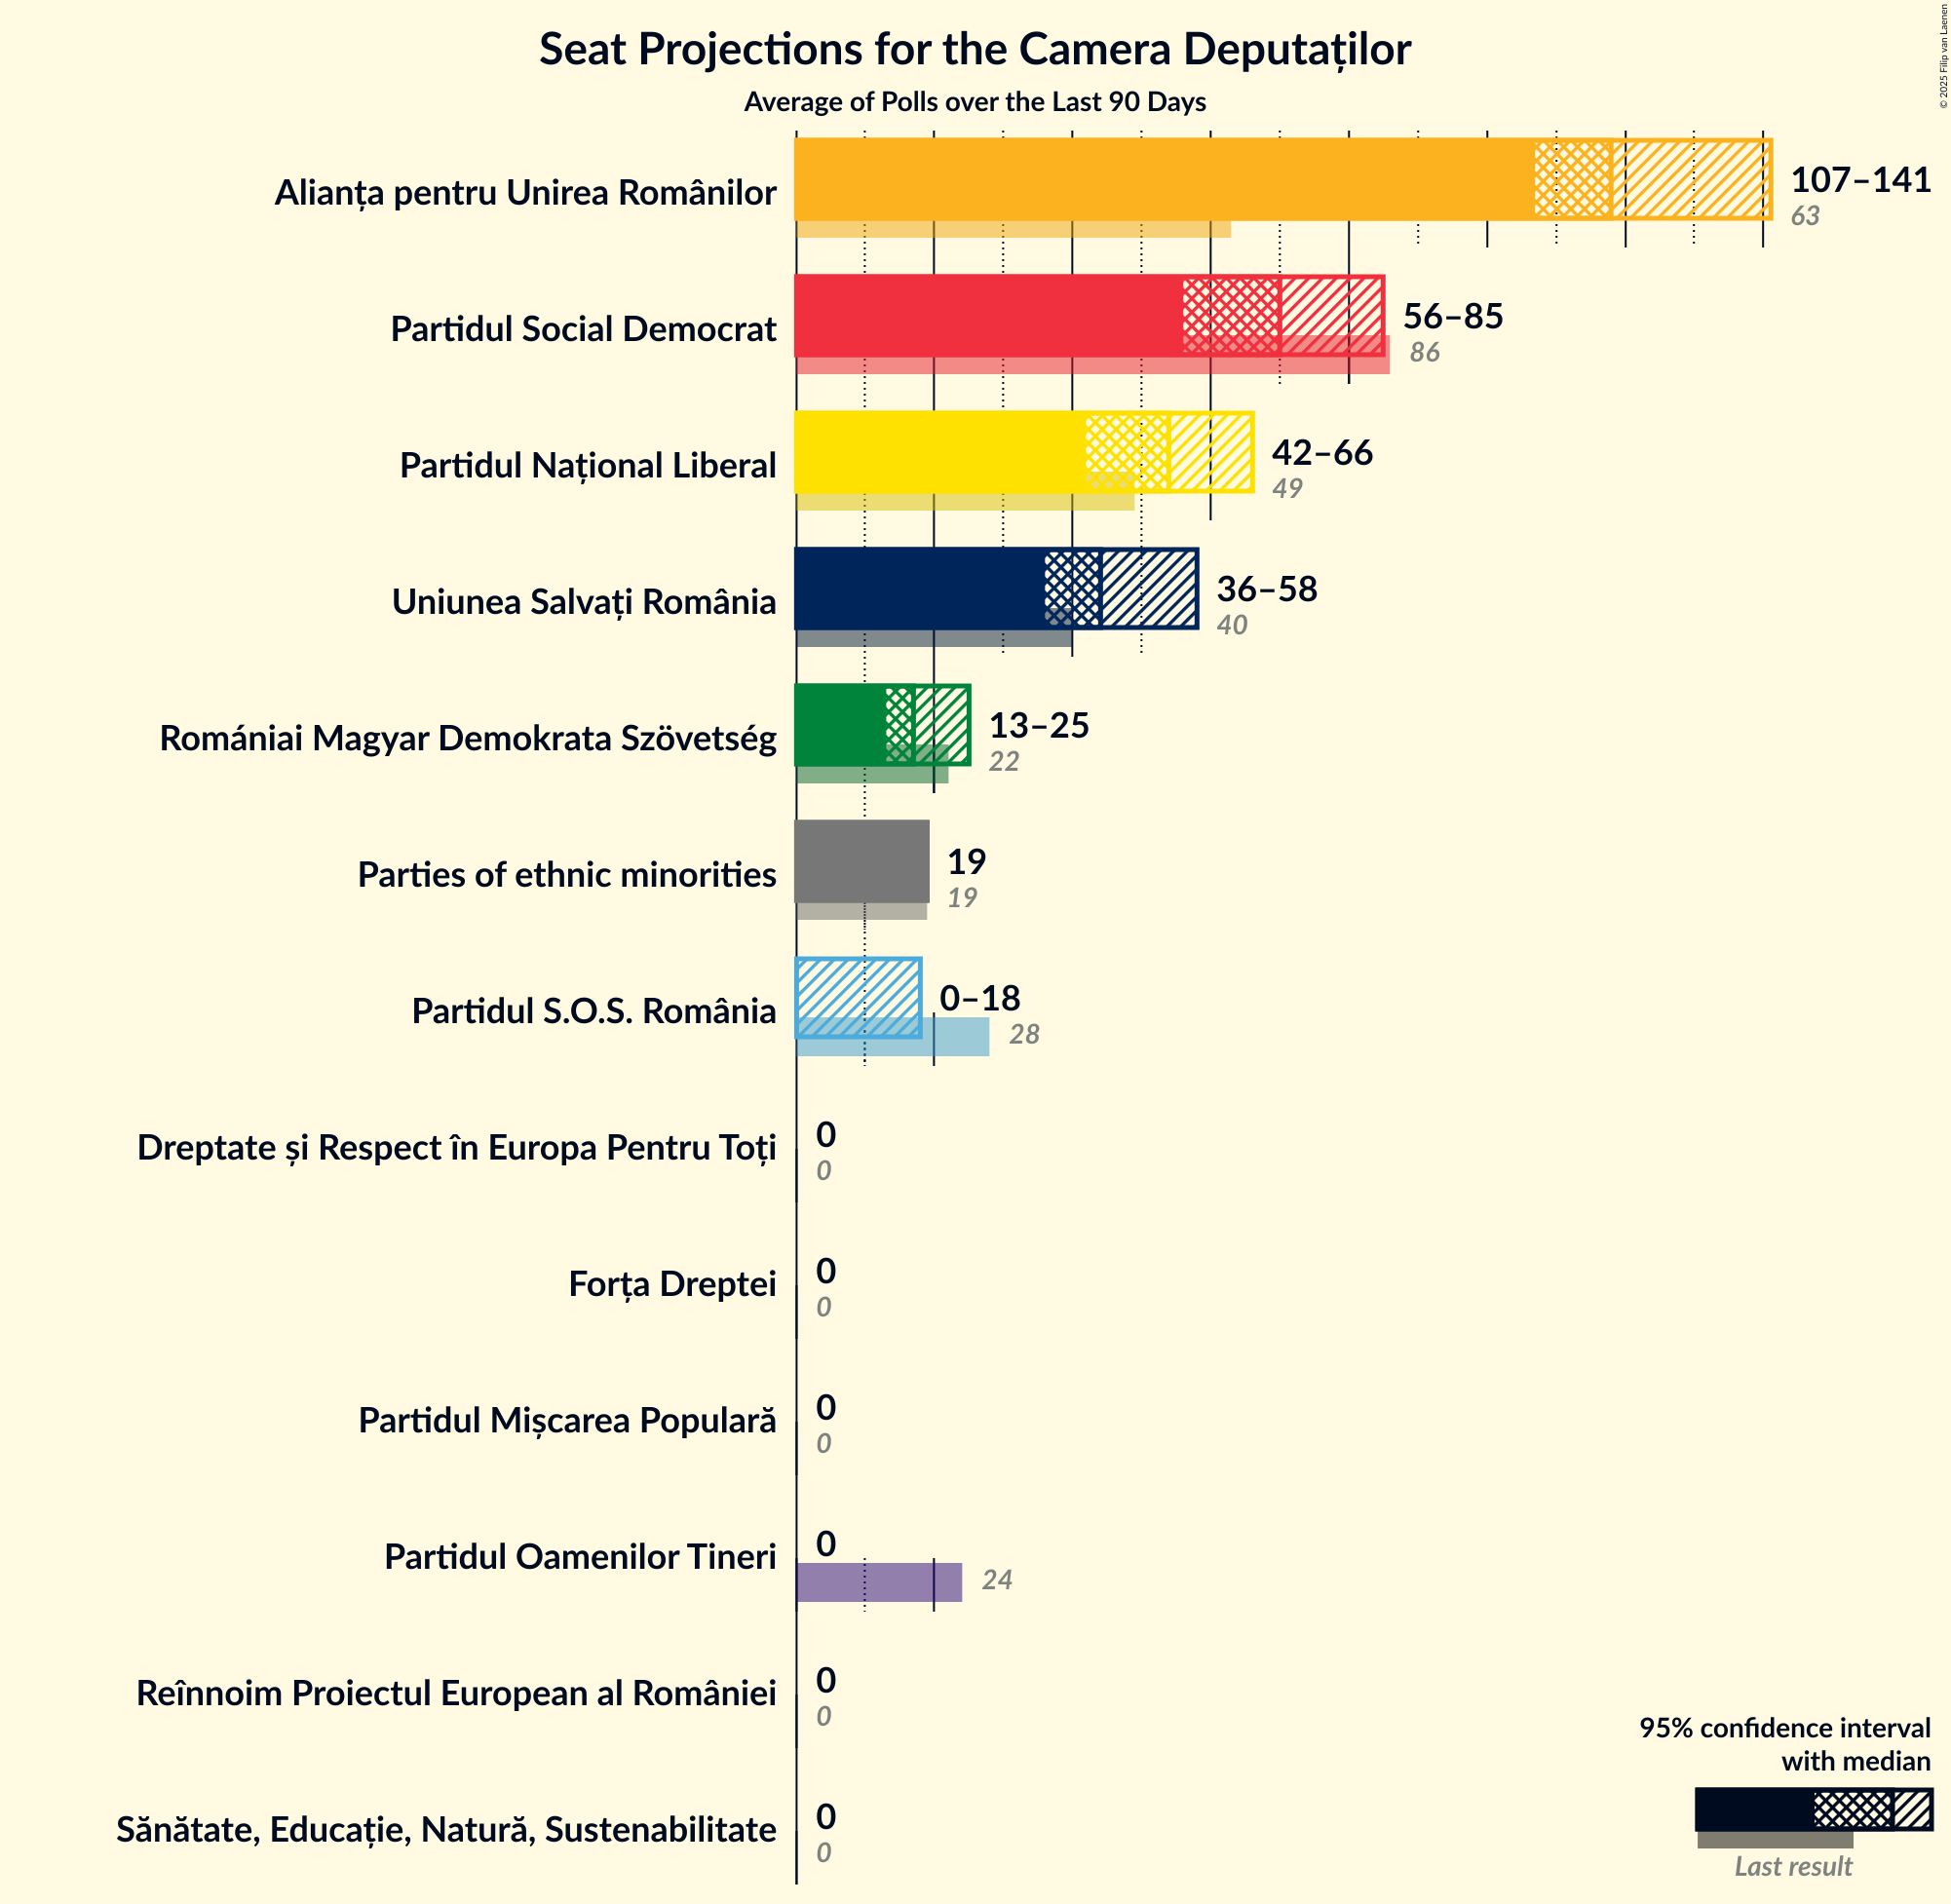 Seat Projections for the Camera Deputaților
Average of Polls over the Last 90 Days
© 2025 Filip van Laenen
Alianța pentru Unirea Românilor
107–141
63
Partidul Social Democrat
56–85
86
Partidul Național Liberal
42–66
49
Uniunea Salvați România
36–58
40
Romániai Magyar Demokrata Szövetség
13–25
22
Parties of ethnic minorities
19
19
Partidul S.O.S. România
0–18
28
Dreptate și Respect în Europa Pentru Toți
0
0
Forța Dreptei
0
0
Partidul Mișcarea Populară
0
0
Partidul Oamenilor Tineri
0
24
Reînnoim Proiectul European al României
0
0
Sănătate, Educație, Natură, Sustenabilitate
0
0
95% confidence interval
with median
Last result